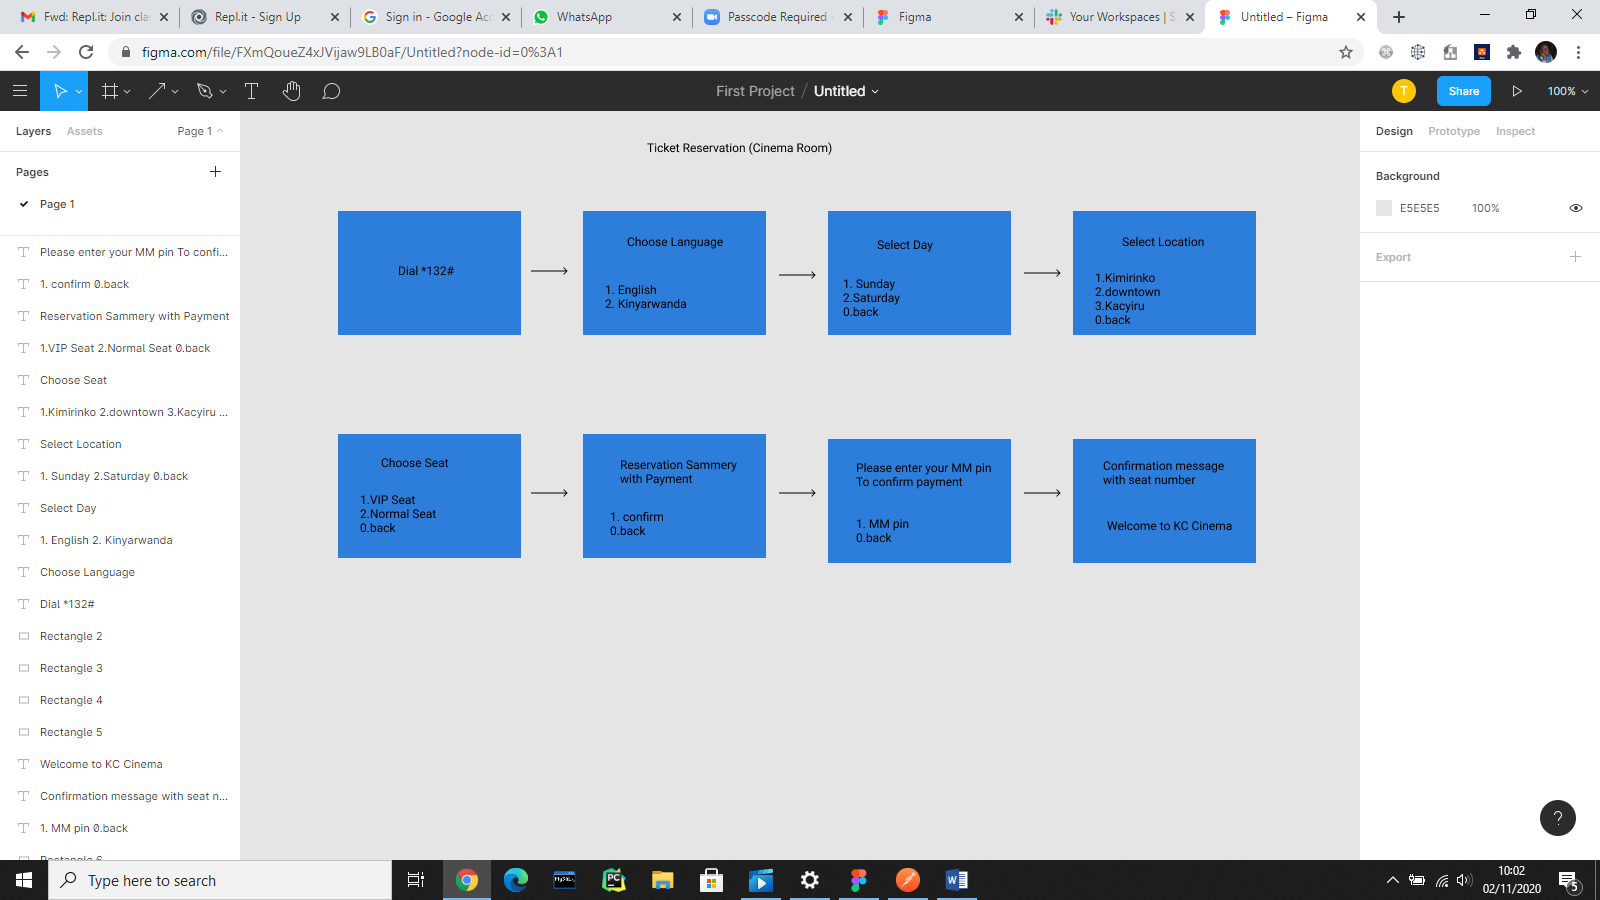 Fwd: Repl.it: Join cla
Repl.it - Sign Up
Sign in - Google Acc
WhatsApp
Passcode Required -
Figma
Your Workspaces | S
Untitled – Figma
figma.com/file/FXmQoueZ4xJVijaw9LB0aF/Untitled?node-id=0%3A1
First Project / Untitled
T
Share
100%
Layers
Assets
Page 1
Pages
Page 1
Please enter your MM pin To confi...
1. confirm 0.back
Reservation Sammery with Payment
1.VIP Seat 2.Normal Seat 0.back
Choose Seat
1.Kimirinko 2.downtown 3.Kacyiru ...
Select Location
1. Sunday 2.Saturday 0.back
Select Day
1. English 2. Kinyarwanda
Choose Language
Dial *132#
Rectangle 2
Rectangle 3
Rectangle 4
Rectangle 5
Welcome to KC Cinema
Confirmation message with seat n...
1. MM pin 0.back
Rectangle 6
Ticket Reservation (Cinema Room)
Dial *132#
Choose Language
1. English
2. Kinyarwanda
Select Day
1. Sunday
2.Saturday
0.back
Select Location
1.Kimirinko
2.downtown
3.Kacyiru
0.back
Choose Seat
1.VIP Seat
2.Normal Seat
0.back
Reservation Sammery
with Payment
1. confirm
0.back
Please enter your MM pin
To confirm payment
1. MM pin
0.back
Confirmation message
with seat number
Welcome to KC Cinema
Design
Prototype
Inspect
Background
E5E5E5
100%
Export
?
Type here to search
MySQL
PC
W
10:02
02/11/2020
5